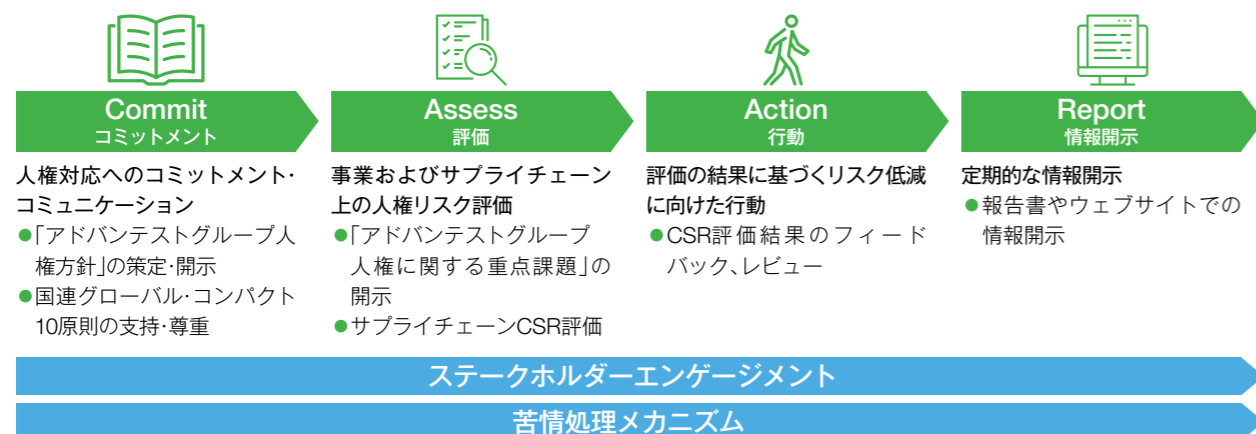 Commit
コミットメント
人権対応へのコミットメント・
コミュニケーション
●「アドバンテストグループ人
権方針」の策定・開示
●国連グローバル・コンパクト
10原則の支持・尊重
Assess
評価
事業およびサプライチェーン
上の人権リスク評価
●「アドバンテストグループ
人権に関する重点課題」の
開示
●サプライチェーンCSR評価
Action
行動
評価の結果に基づくリスク低減
に向けた行動
●CSR評価結果のフィード
バック、レビュー
Report
情報開示
定期的な情報開示
●報告書やウェブサイトでの
情報開示
ステークホルダーエンゲージメント
苦情処理メカニズム